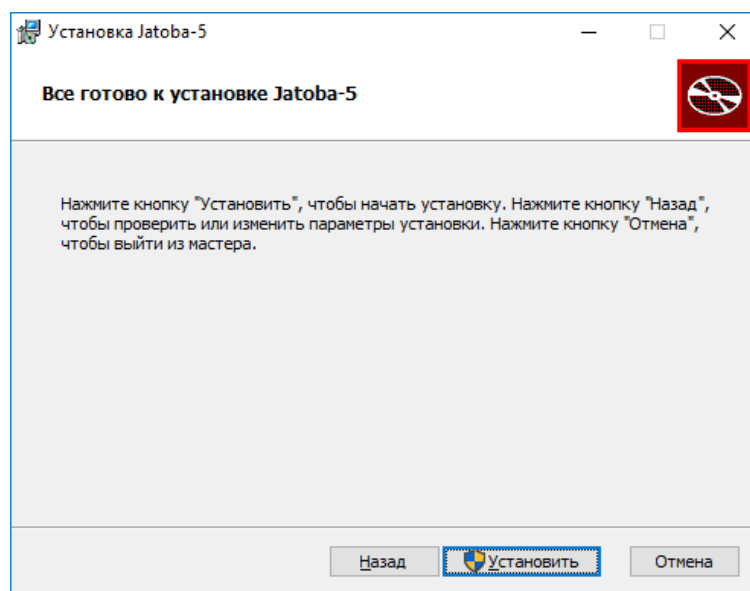 Установка Jatoba-5
Все готово к установке Jatoba-5
Нажмите кнопку "Установить", чтобы начать установку. Нажмите кнопку "Назад",
чтобы проверить или изменить параметры установки. Нажмите кнопку "Отмена",
чтобы выйти из мастера.
Назад Установить Отмена